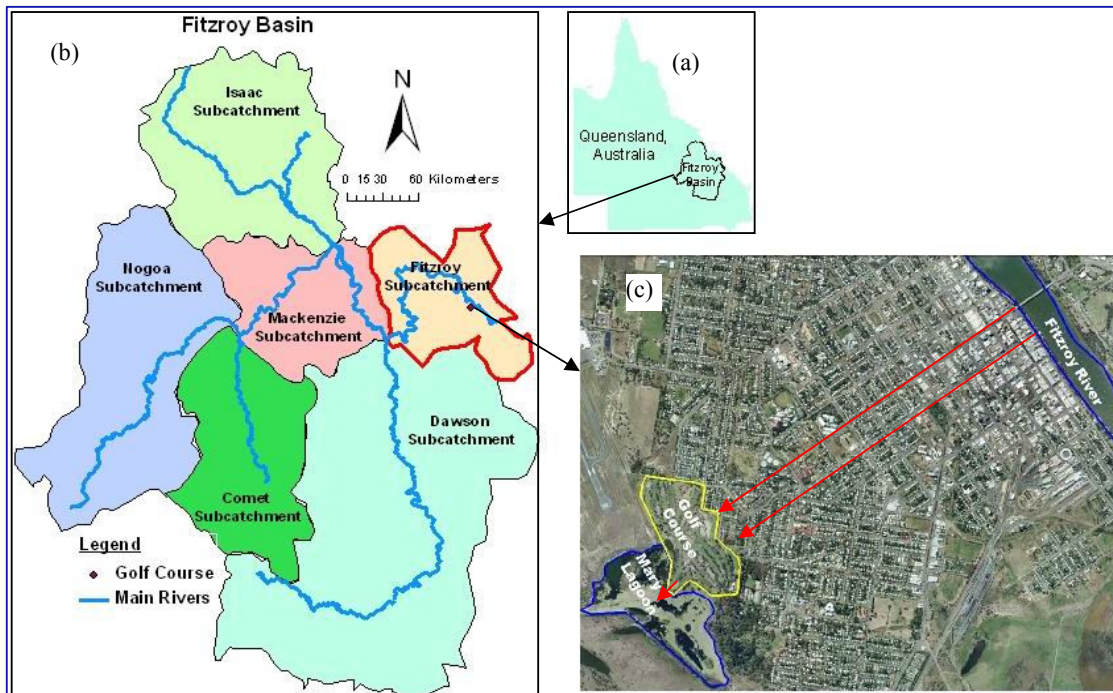 Fitzroy Basin
(b)
Isaac
Subcatchment
N
0 15 30 60 Kilometers
Nogoa
Subcatchment
Fitzroy
Subcatchment
Mackenzie
Subcatchment
Dawson
Subcatchment
Comet
Subcatchment
Legend
Golf Course
Main Rivers
(a)
Queensland,
Australia
Fitzroy
Basin
(c)
Fitzroy River
Golf
Course
Mary
Lagoon